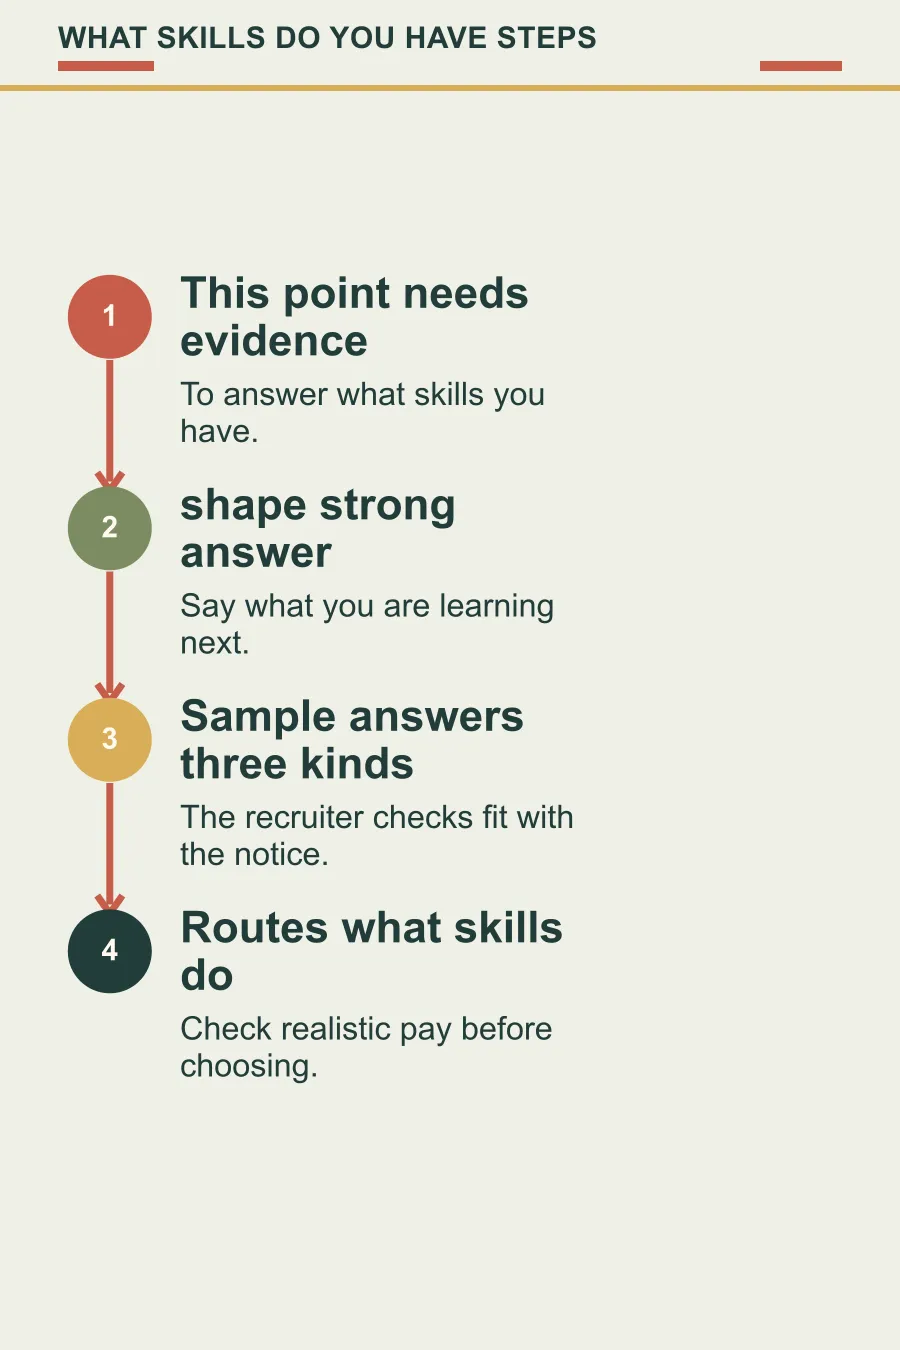 WHAT SKILLS DO YOU HAVE STEPS
1
This point needs
evidence
To answer what skills you
have.
2
shape strong
answer
Say what you are learning
next.
3
Sample answers
three kinds
The recruiter checks fit with
the notice.
4
Routes what skills
do
Check realistic pay before
choosing.